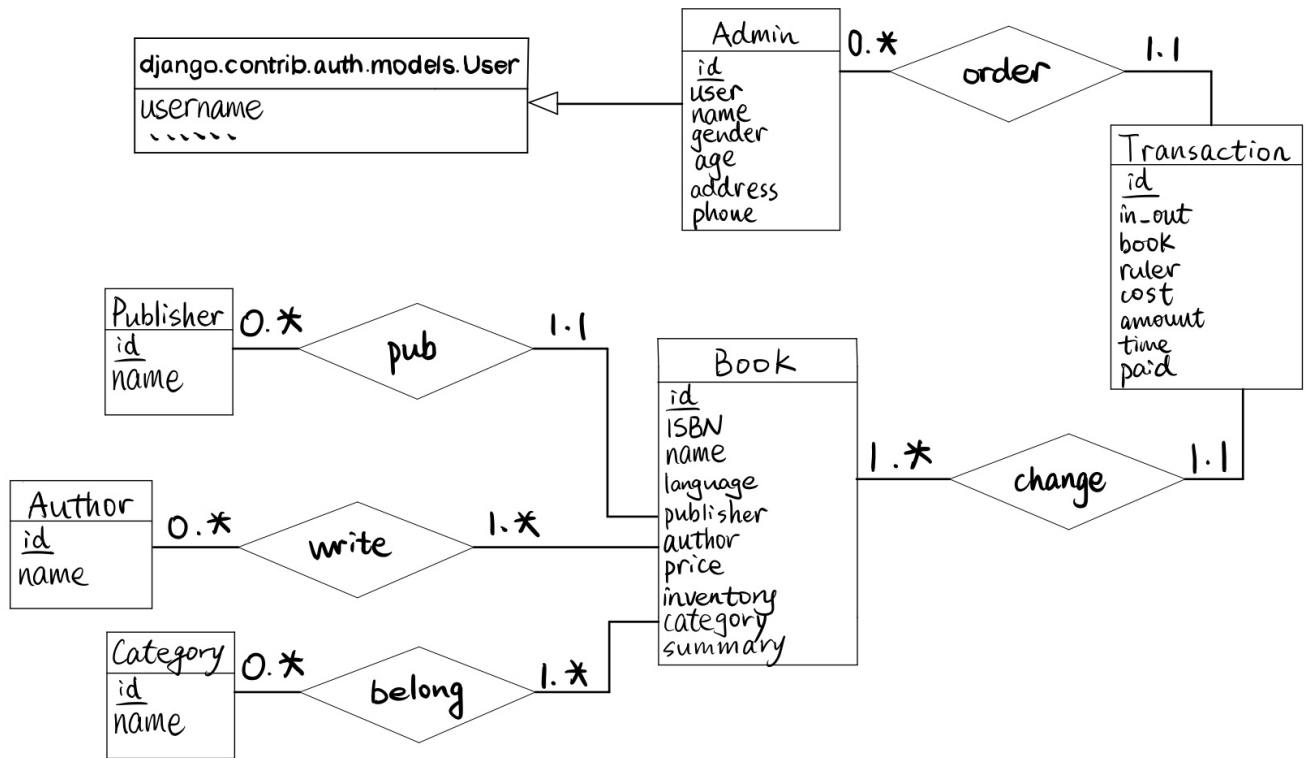 django.contrib.auth.models.User
username
......
Admin
id
user
name
gender
age
address
phone
0.*
order
1.1
Transaction
id
in_out
book
ruler
cost
amount
time
paid
Publisher
id
name
0.*
pub
1.1
Book
id
ISBN
name
language
publisher
author
price
inventory
category
summary
1.*
change
1.1
Author
id
name
0.*
write
1.*
Category
id
name
0.*
belong
1.*